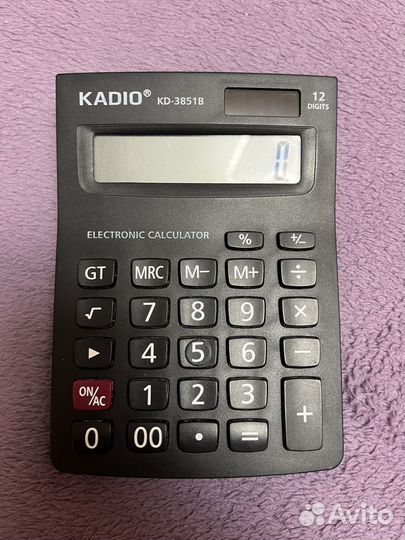 KADIO® KD-3851B
12
DIGITS
0
ELECTRONIC CALCULATOR % +/−
GT MRC M− M+ ÷
√ 7 8 9 ×
▶ 4 5 6 −
ON/AC 1 2 3 +
0 00 • =
Avito